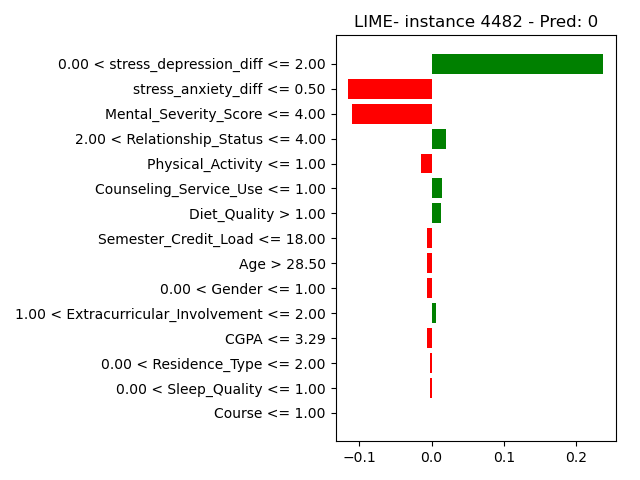 LIME- instance 4482 - Pred: 0
0.00 < stress_depression_diff <= 2.00
stress_anxiety_diff <= 0.50
Mental_Severity_Score <= 4.00
2.00 < Relationship_Status <= 4.00
Physical_Activity <= 1.00
Counseling_Service_Use <= 1.00
Diet_Quality > 1.00
Semester_Credit_Load <= 18.00
Age > 28.50
0.00 < Gender <= 1.00
1.00 < Extracurricular_Involvement <= 2.00
CGPA <= 3.29
0.00 < Residence_Type <= 2.00
0.00 < Sleep_Quality <= 1.00
Course <= 1.00
−0.1 0.0 0.1 0.2